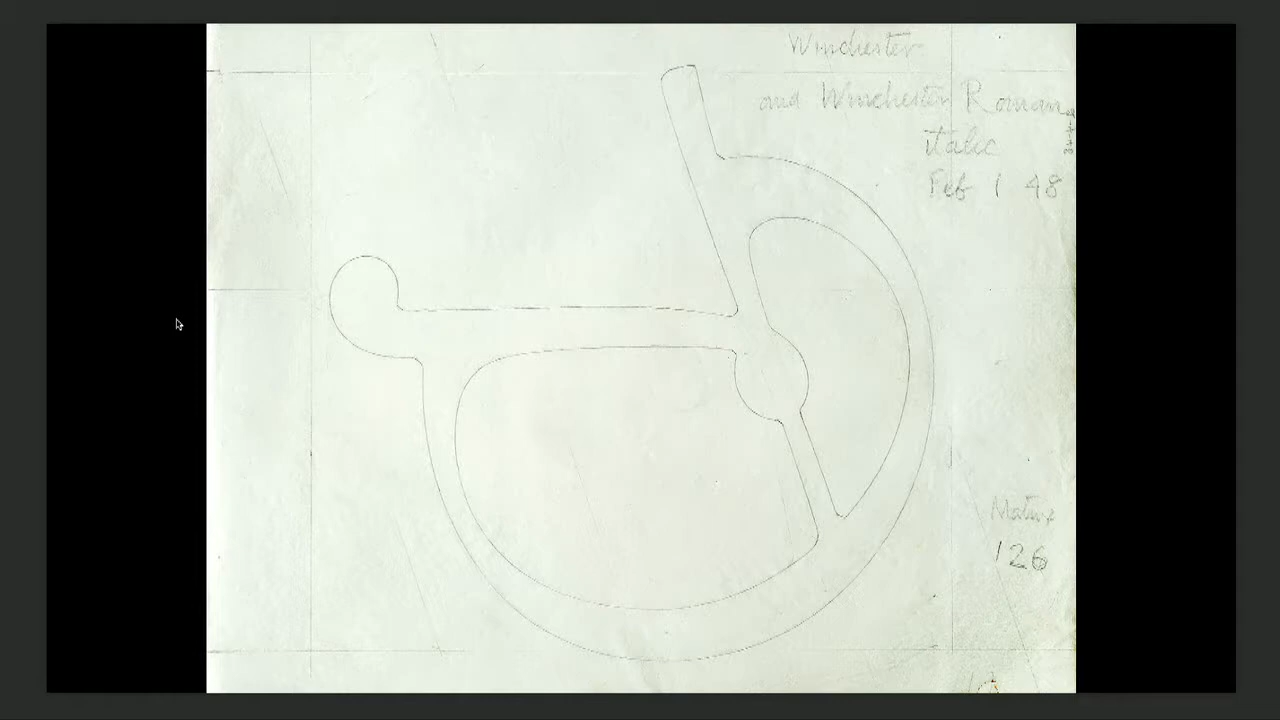 Winchester
and Winchester Roman
italic
Feb 1 48
Matrix
126